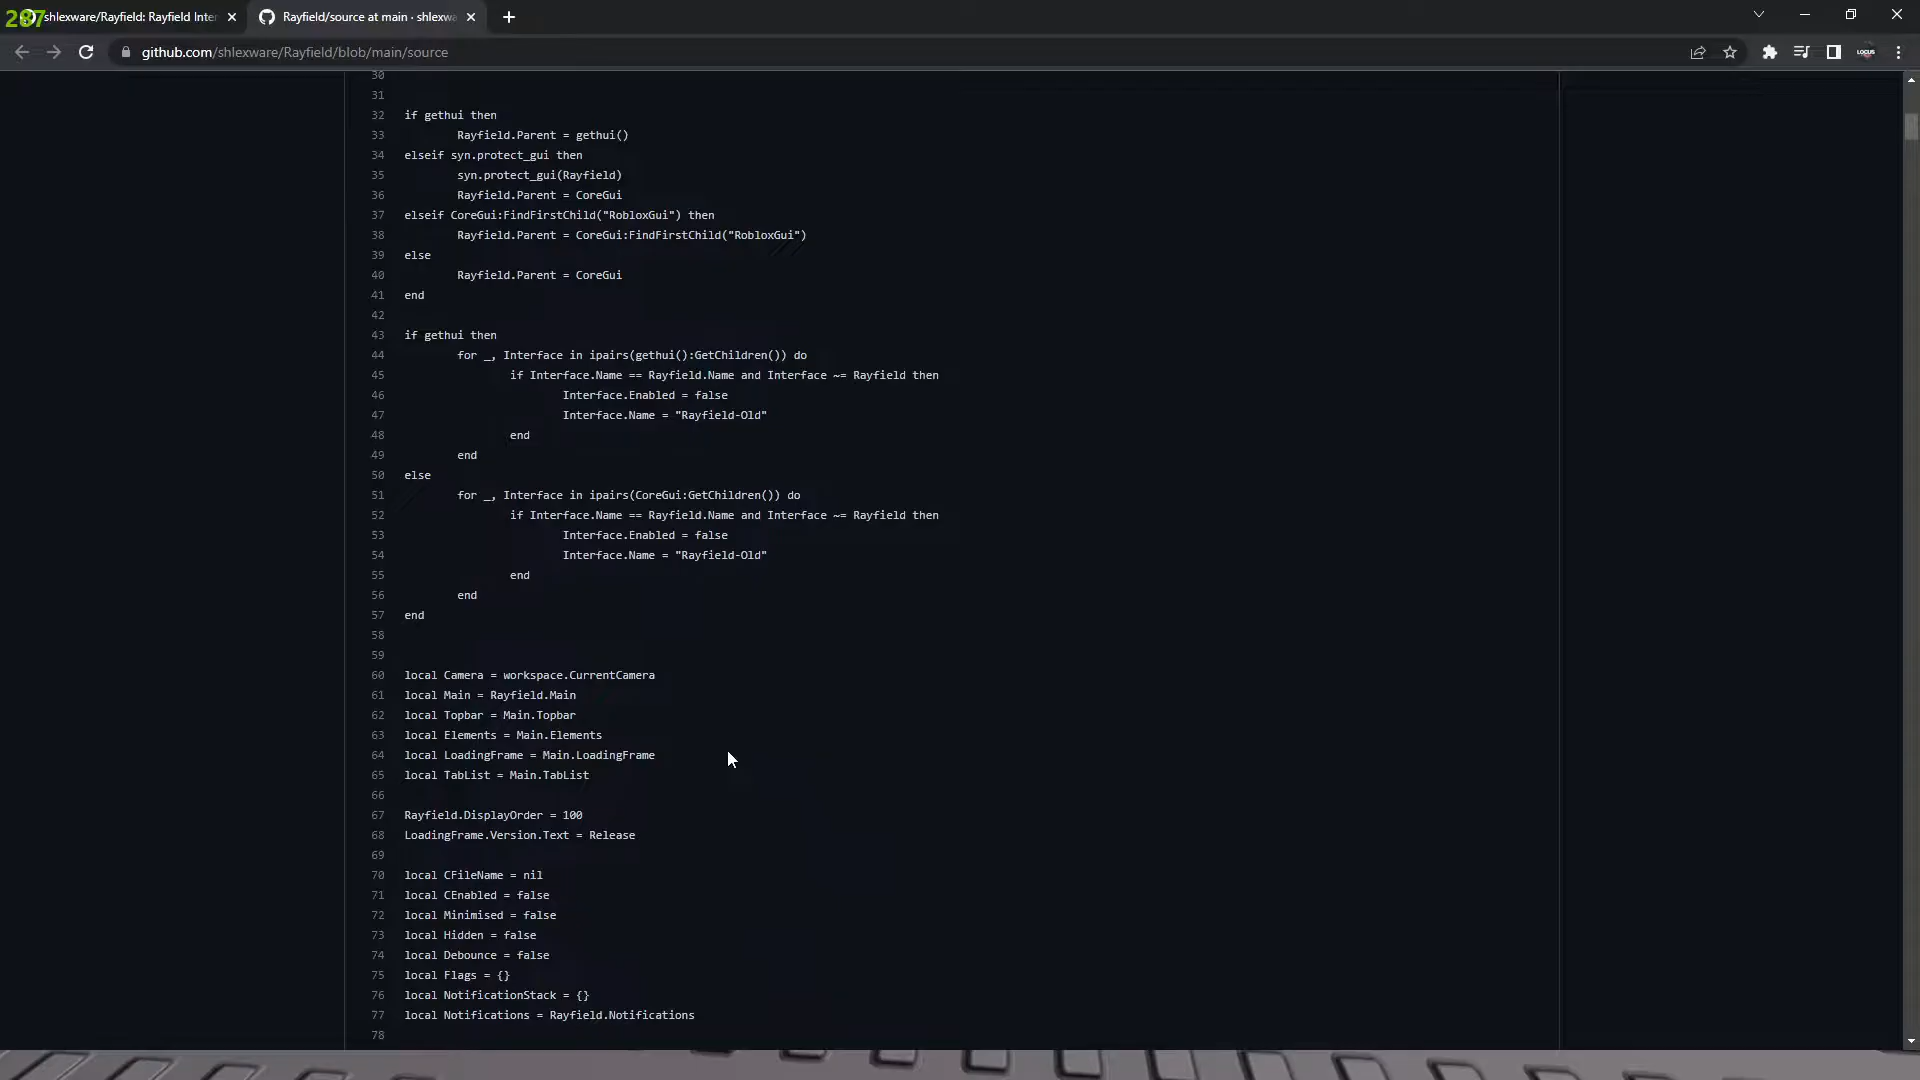 287
shlexware/Rayfield: Rayfield Inter
Rayfield/source at main · shlexwa
github.com/shlexware/Rayfield/blob/main/source
LOCUS
30
31
32 if gethui then
33 Rayfield.Parent = gethui()
34 elseif syn.protect_gui then
35 syn.protect_gui(Rayfield)
36 Rayfield.Parent = CoreGui
37 elseif CoreGui:FindFirstChild("RobloxGui") then
38 Rayfield.Parent = CoreGui:FindFirstChild("RobloxGui")
39 else
40 Rayfield.Parent = CoreGui
41 end
42
43 if gethui then
44 for _, Interface in ipairs(gethui():GetChildren()) do
45 if Interface.Name == Rayfield.Name and Interface ~= Rayfield then
46 Interface.Enabled = false
47 Interface.Name = "Rayfield-Old"
48 end
49 end
50 else
51 for _, Interface in ipairs(CoreGui:GetChildren()) do
52 if Interface.Name == Rayfield.Name and Interface ~= Rayfield then
53 Interface.Enabled = false
54 Interface.Name = "Rayfield-Old"
55 end
56 end
57 end
58
59
60 local Camera = workspace.CurrentCamera
61 local Main = Rayfield.Main
62 local Topbar = Main.Topbar
63 local Elements = Main.Elements
64 local LoadingFrame = Main.LoadingFrame
65 local TabList = Main.TabList
66
67 Rayfield.DisplayOrder = 100
68 LoadingFrame.Version.Text = Release
69
70 local CFileName = nil
71 local CEnabled = false
72 local Minimised = false
73 local Hidden = false
74 local Debounce = false
75 local Flags = {}
76 local NotificationStack = {}
77 local Notifications = Rayfield.Notifications
78